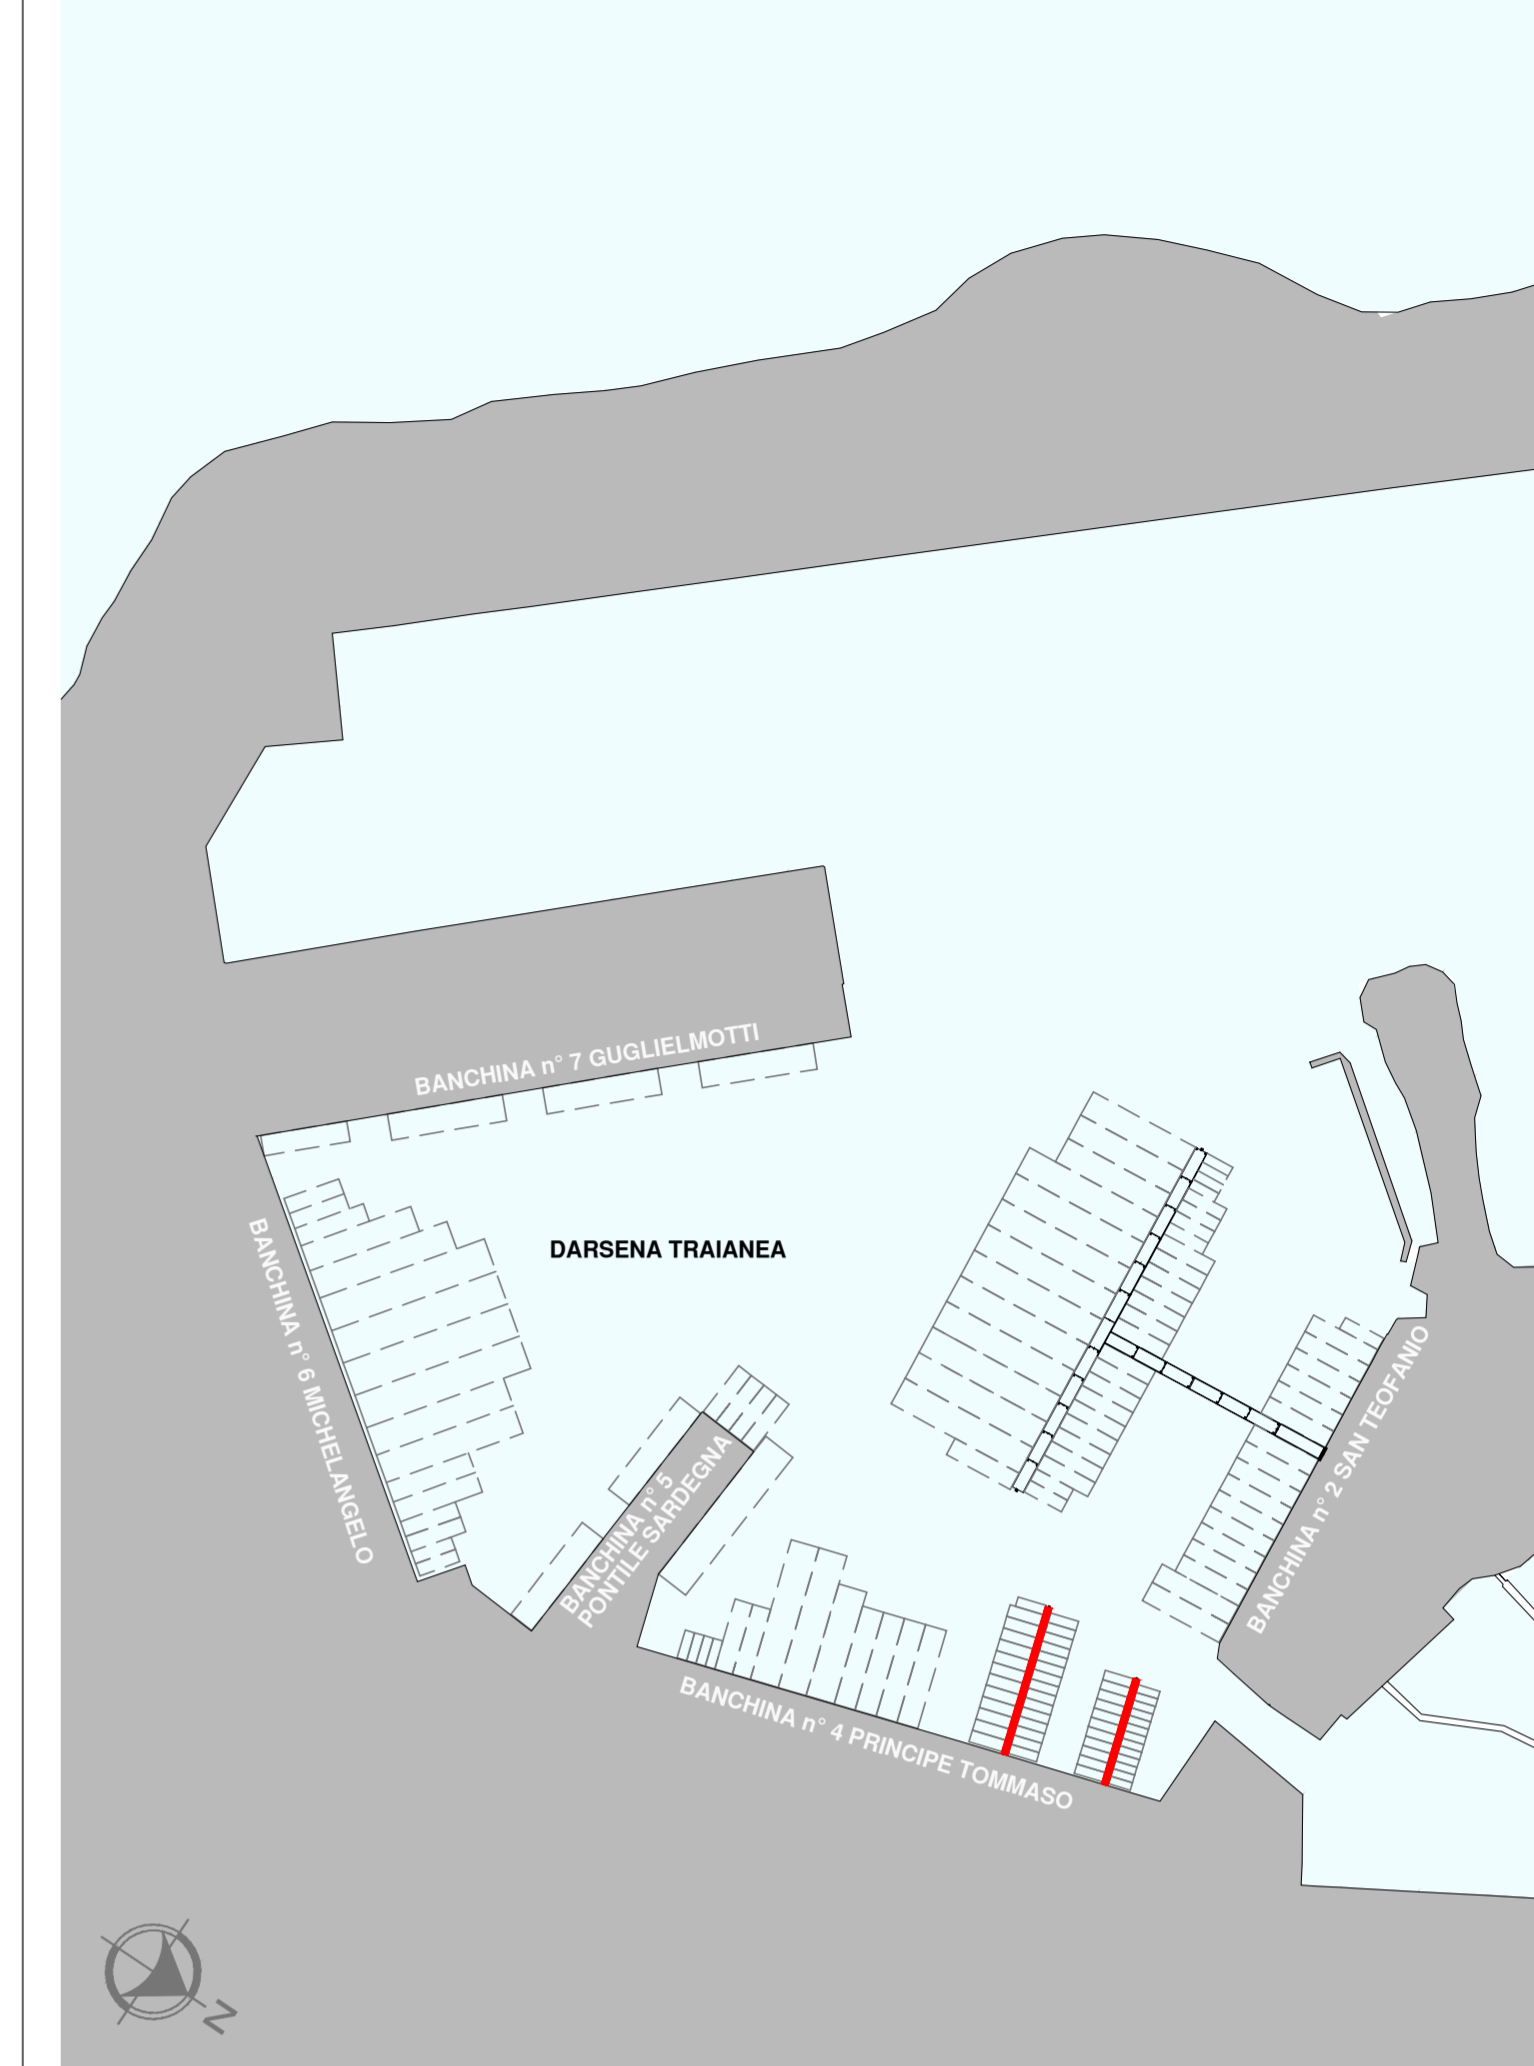 BANCHINA n° 7 GUGLIELMOTTI
DARSENA TRAIANEA
BANCHINA n° 6 MICHELANGELO
BANCHINA n° 5
PONTILE SARDEGNA
BANCHINA n° 2 SAN TEOFANIO
BANCHINA n° 4 PRINCIPE TOMMASO
N